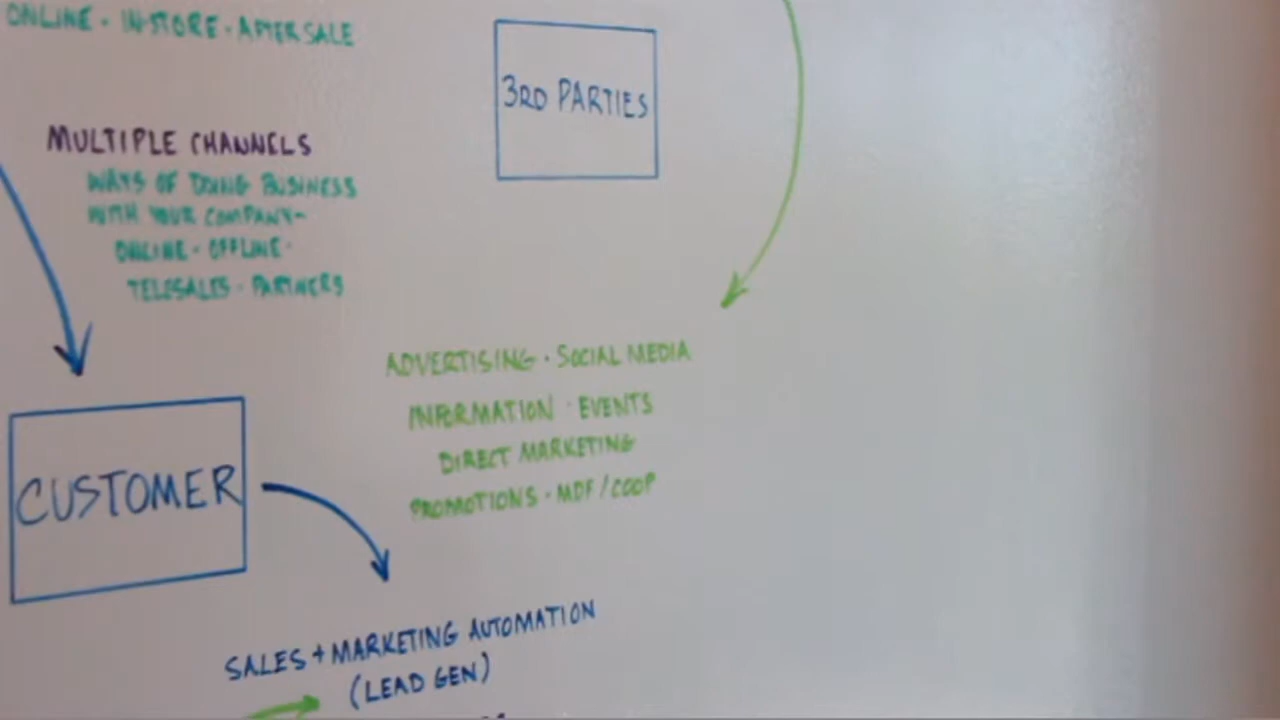 ONLINE · IN-STORE · AFTER SALE
3RD PARTIES
MULTIPLE CHANNELS
WAYS OF DOING BUSINESS
WITH YOUR COMPANY-
ONLINE · OFFLINE ·
TELESALES · PARTNERS
ADVERTISING · SOCIAL MEDIA
INFORMATION · EVENTS
DIRECT MARKETING
PROMOTIONS · MDF/COOP
CUSTOMER
SALES + MARKETING AUTOMATION
(LEAD GEN)